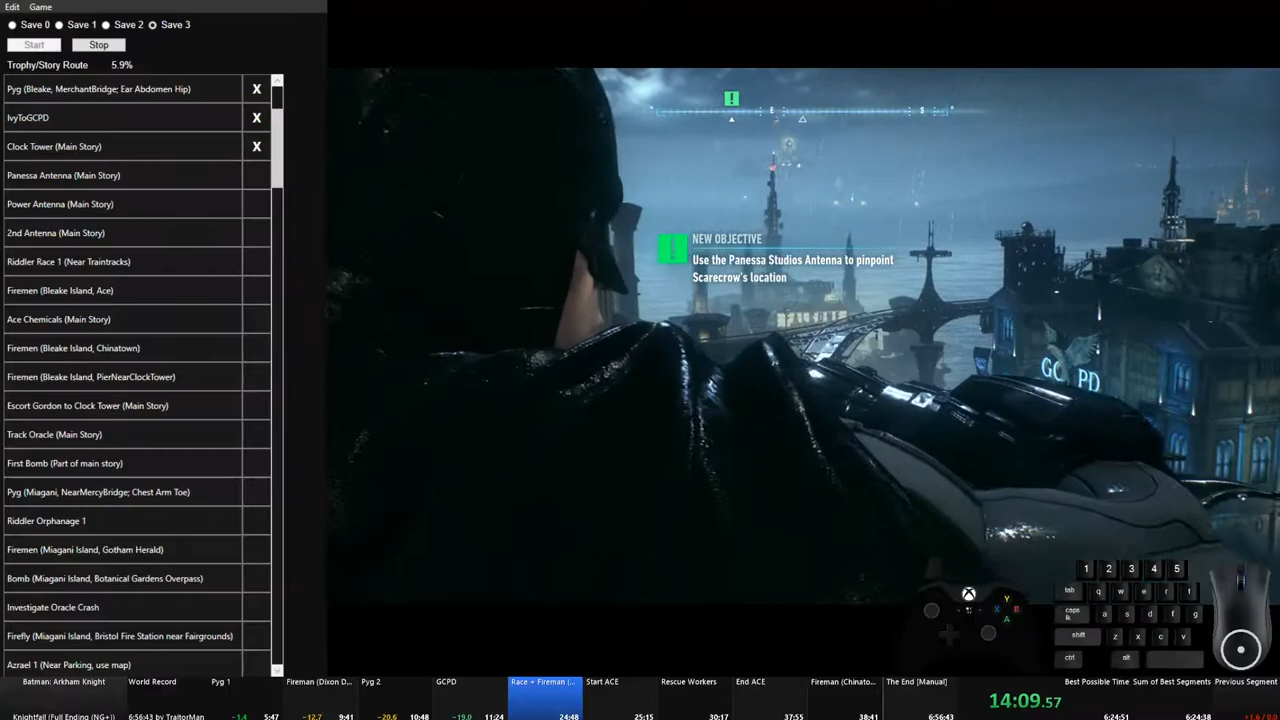 Edit Game
Save 0 Save 1 Save 2 Save 3
Start Stop
Trophy/Story Route 5.9%
Pyg (Bleake, MerchantBridge; Ear Abdomen Hip) X
IvyToGCPD X
Clock Tower (Main Story) X
Panessa Antenna (Main Story)
Power Antenna (Main Story)
2nd Antenna (Main Story)
Riddler Race 1 (Near Traintracks)
Firemen (Bleake Island, Ace)
Ace Chemicals (Main Story)
Firemen (Bleake Island, Chinatown)
Firemen (Bleake Island, PierNearClockTower)
Escort Gordon to Clock Tower (Main Story)
Track Oracle (Main Story)
First Bomb (Part of main story)
Pyg (Miagani, NearMercyBridge; Chest Arm Toe)
Riddler Orphanage 1
Firemen (Miagani Island, Gotham Herald)
Bomb (Miagani Island, Botanical Gardens Overpass)
Investigate Oracle Crash
Firefly (Miagani Island, Bristol Fire Station near Fairgrounds)
Azrael 1 (Near Parking, use map)
!
E S
!
NEW OBJECTIVE
Use the Panessa Studios Antenna to pinpoint
Scarecrow's location
GCPD
Y
X B
A
1 2 3 4 5
tab q w e r t
caps lk a s d f g
shift z x c v
ctrl alt
14:09.57
Batman: Arkham Knight World Record Pyg 1 Fireman (Dixon D... Pyg 2 GCPD Race + Fireman (... Start ACE Rescue Workers End ACE Fireman (Chinato... The End [Manual] Best Possible Time Sum of Best Segments Previous Segment
Knightfall (Full Ending (NG+)) 6:56:43 by TraitorMan -1.4 5:47 -12.7 9:41 -20.6 10:48 -19.0 11:24 24:48 25:15 30:17 37:55 38:41 6:56:43 6:24:51 6:24:38 +1.6 / 0.0